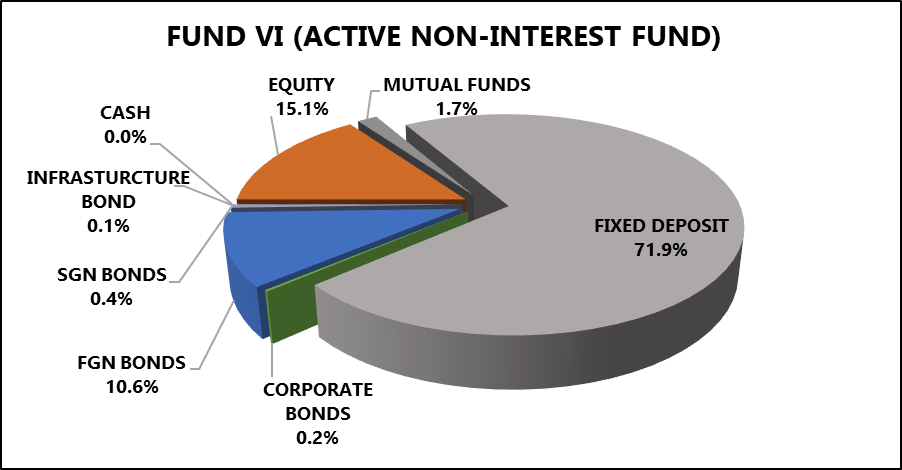 FUND VI (ACTIVE NON-INTEREST FUND)
EQUITY
15.1%
MUTUAL FUNDS
1.7%
CASH
0.0%
INFRASTURCTURE
BOND
0.1%
FIXED DEPOSIT
71.9%
SGN BONDS
0.4%
FGN BONDS
10.6%
CORPORATE
BONDS
0.2%